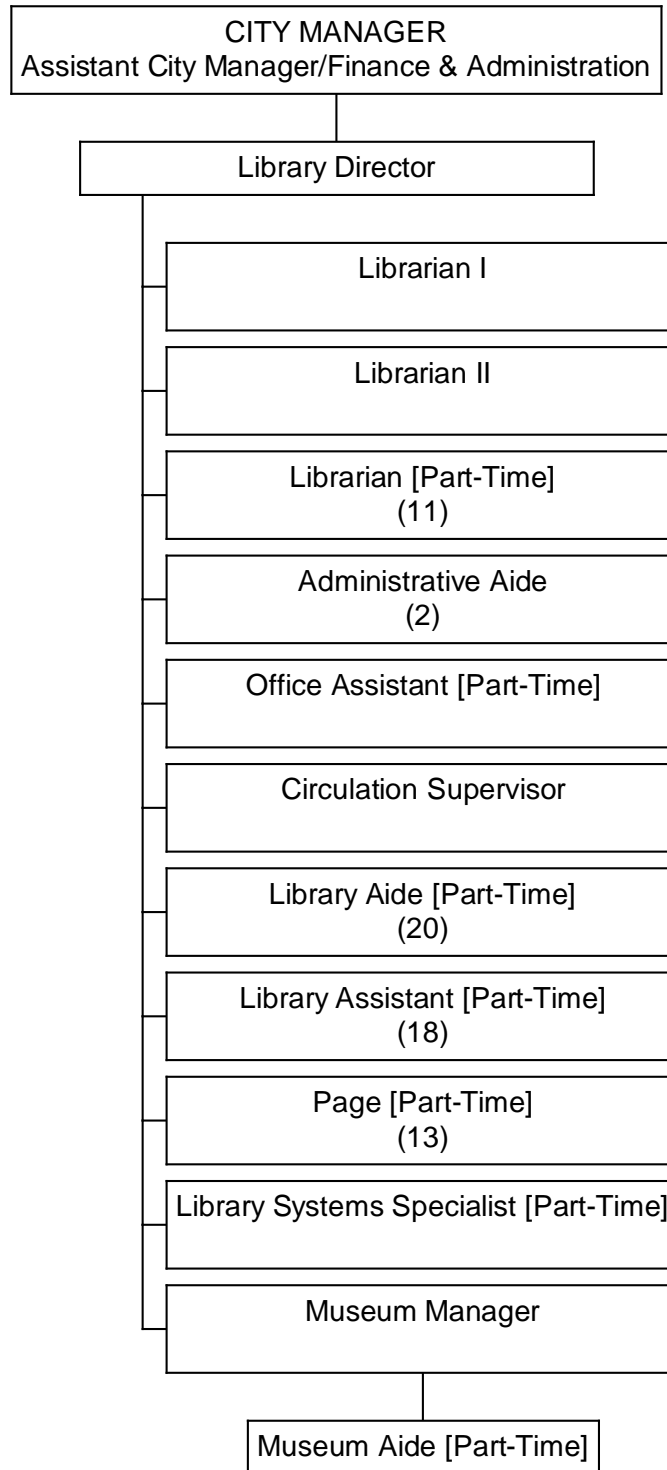 CITY MANAGER
Assistant City Manager/Finance & Administration
Library Director
Librarian I
Librarian II
Librarian [Part-Time]
(11)
Administrative Aide
(2)
Office Assistant [Part-Time]
Circulation Supervisor
Library Aide [Part-Time]
(20)
Library Assistant [Part-Time]
(18)
Page [Part-Time]
(13)
Library Systems Specialist [Part-Time]
Museum Manager
Museum Aide [Part-Time]